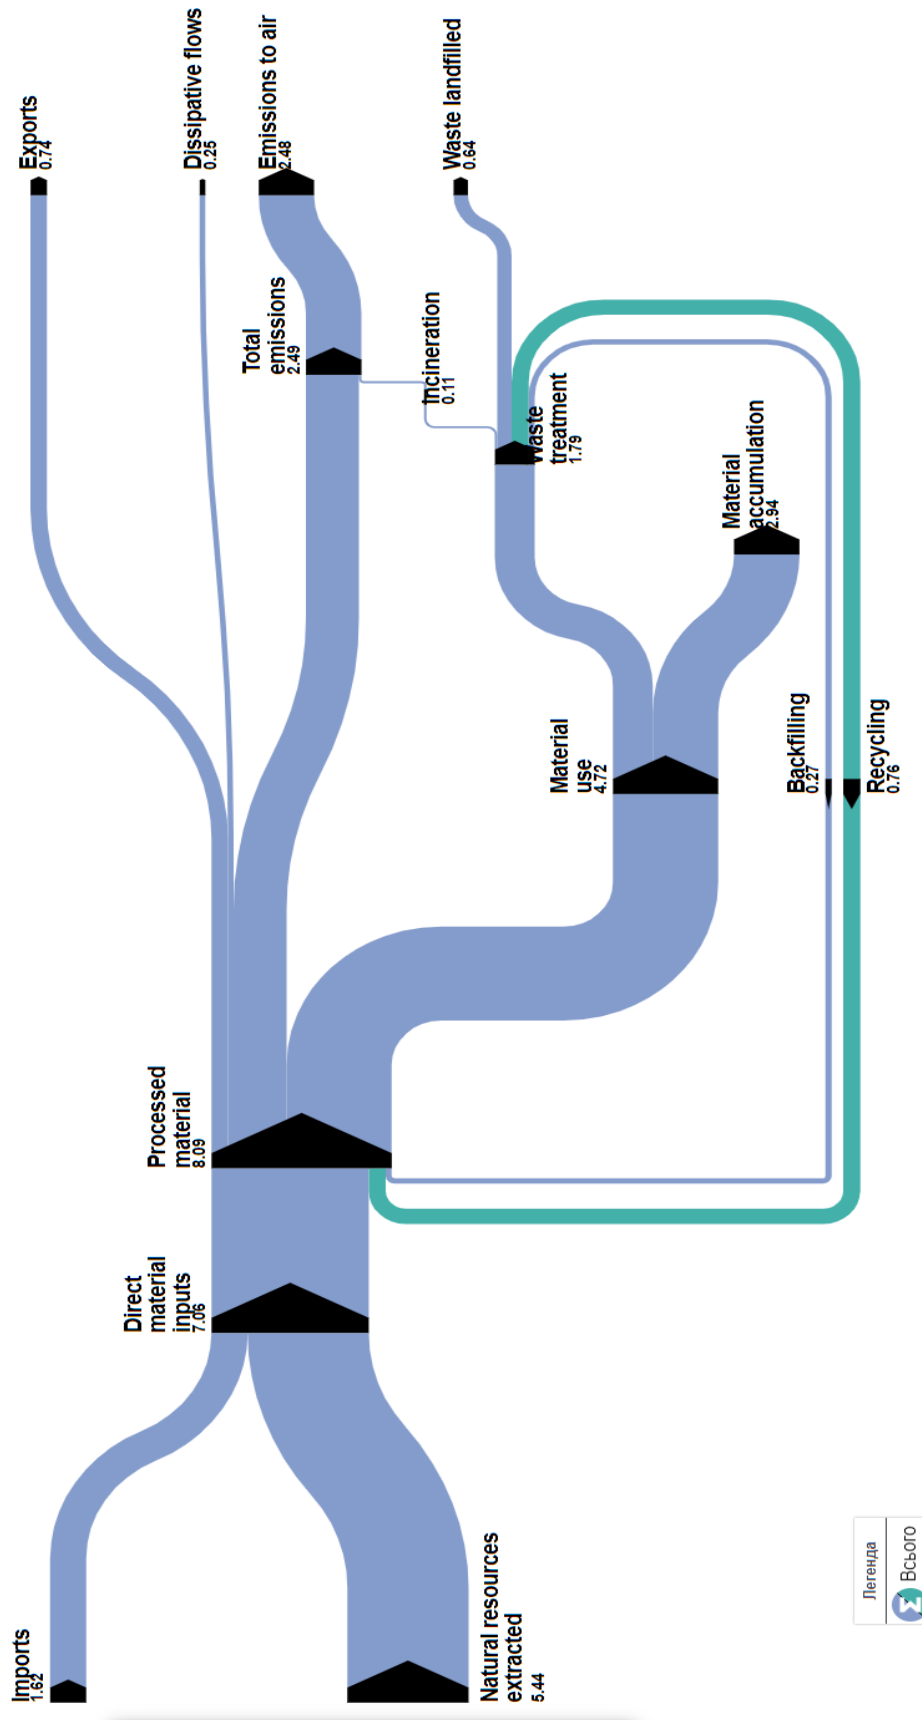 Imports
1.62
Natural resources
extracted
5.44
Direct
material
inputs
7.06
Processed
material
8.09
Material
use
4.72
Backfilling
0.27
Recycling
0.76
Material
accumulation
2.94
Waste
treatment
1.79
Incineration
0.11
Total
emissions
2.49
Exports
0.74
Dissipative flows
0.25
Emissions to air
2.48
Waste landfilled
0.64
Легенда
Σ Всього